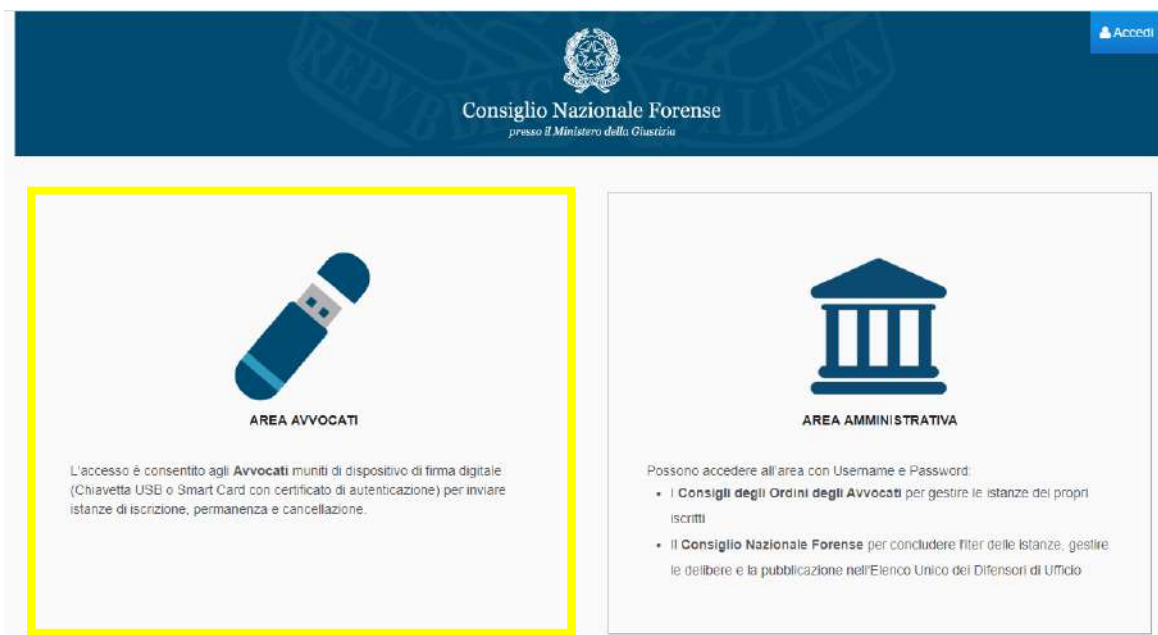 Accedi
REPVBBLICA ITALIANA
Consiglio Nazionale Forense
presso il Ministero della Giustizia
AREA AVVOCATI
L'accesso è consentito agli Avvocati muniti di dispositivo di firma digitale
(Chiavetta USB o Smart Card con certificato di autenticazione) per inviare
istanze di iscrizione, permanenza e cancellazione.
AREA AMMINISTRATIVA
Possono accedere all'area con Username e Password:
I Consigli degli Ordini degli Avvocati per gestire le istanze dei propri
iscritti
Il Consiglio Nazionale Forense per concludere l'iter delle istanze, gestire
le delibere e la pubblicazione nell'Elenco Unico dei Difensori di Ufficio